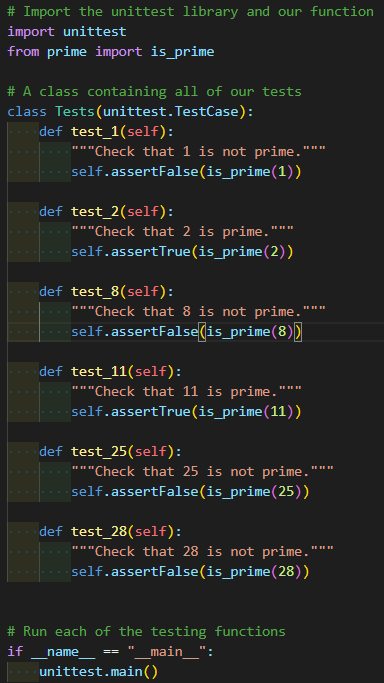 # Import the unittest library and our function
import unittest
from prime import is_prime

# A class containing all of our tests
class Tests(unittest.TestCase):
    def test_1(self):
        """Check that 1 is not prime."""
        self.assertFalse(is_prime(1))

    def test_2(self):
        """Check that 2 is prime."""
        self.assertTrue(is_prime(2))

    def test_8(self):
        """Check that 8 is not prime."""
        self.assertFalse(is_prime(8))

    def test_11(self):
        """Check that 11 is prime."""
        self.assertTrue(is_prime(11))

    def test_25(self):
        """Check that 25 is not prime."""
        self.assertFalse(is_prime(25))

    def test_28(self):
        """Check that 28 is not prime."""
        self.assertFalse(is_prime(28))


# Run each of the testing functions
if __name__ == "__main__":
    unittest.main()